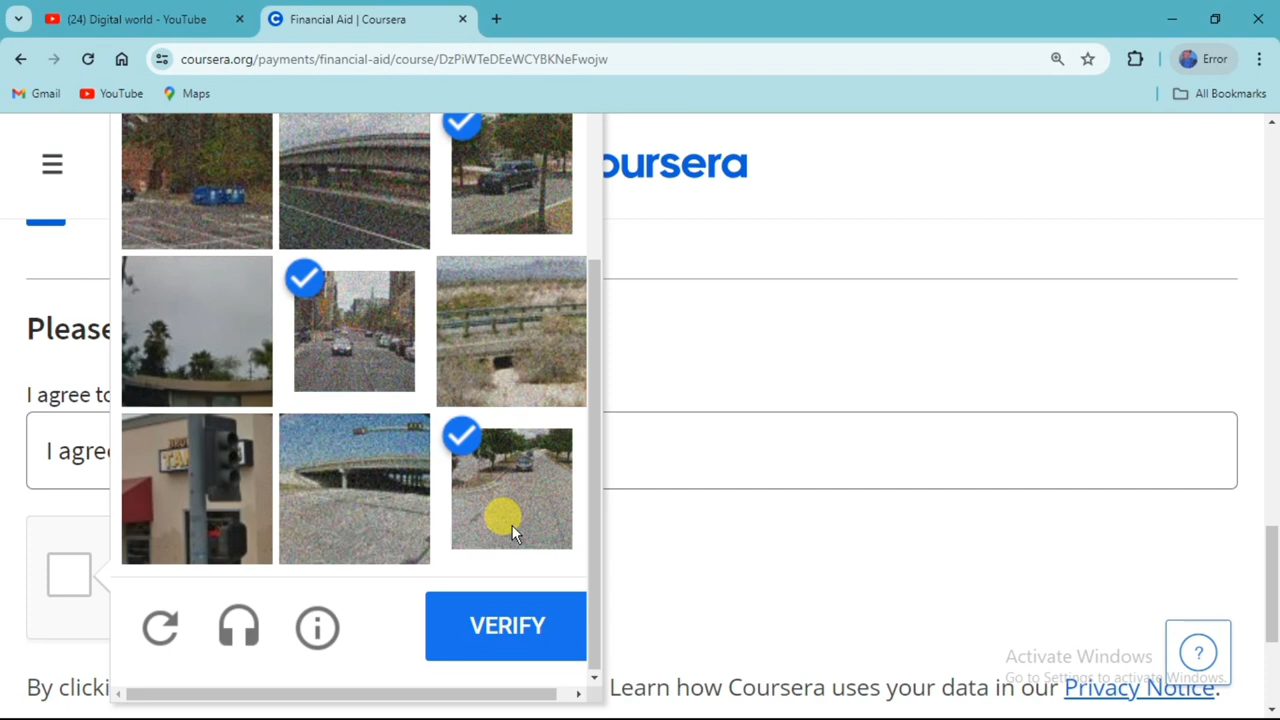 (24) Digital world - YouTube
Financial Aid | Coursera
coursera.org/payments/financial-aid/course/DzPiWTeDEeWCYBKNeFwojw
Error
Gmail
YouTube
Maps
All Bookmarks
oursera
Please
I agree to
I agre
VERIFY
Activate Windows
Go to Settings to activate Windows.
?
By clicki
Learn how Coursera uses your data in our Privacy Notice.